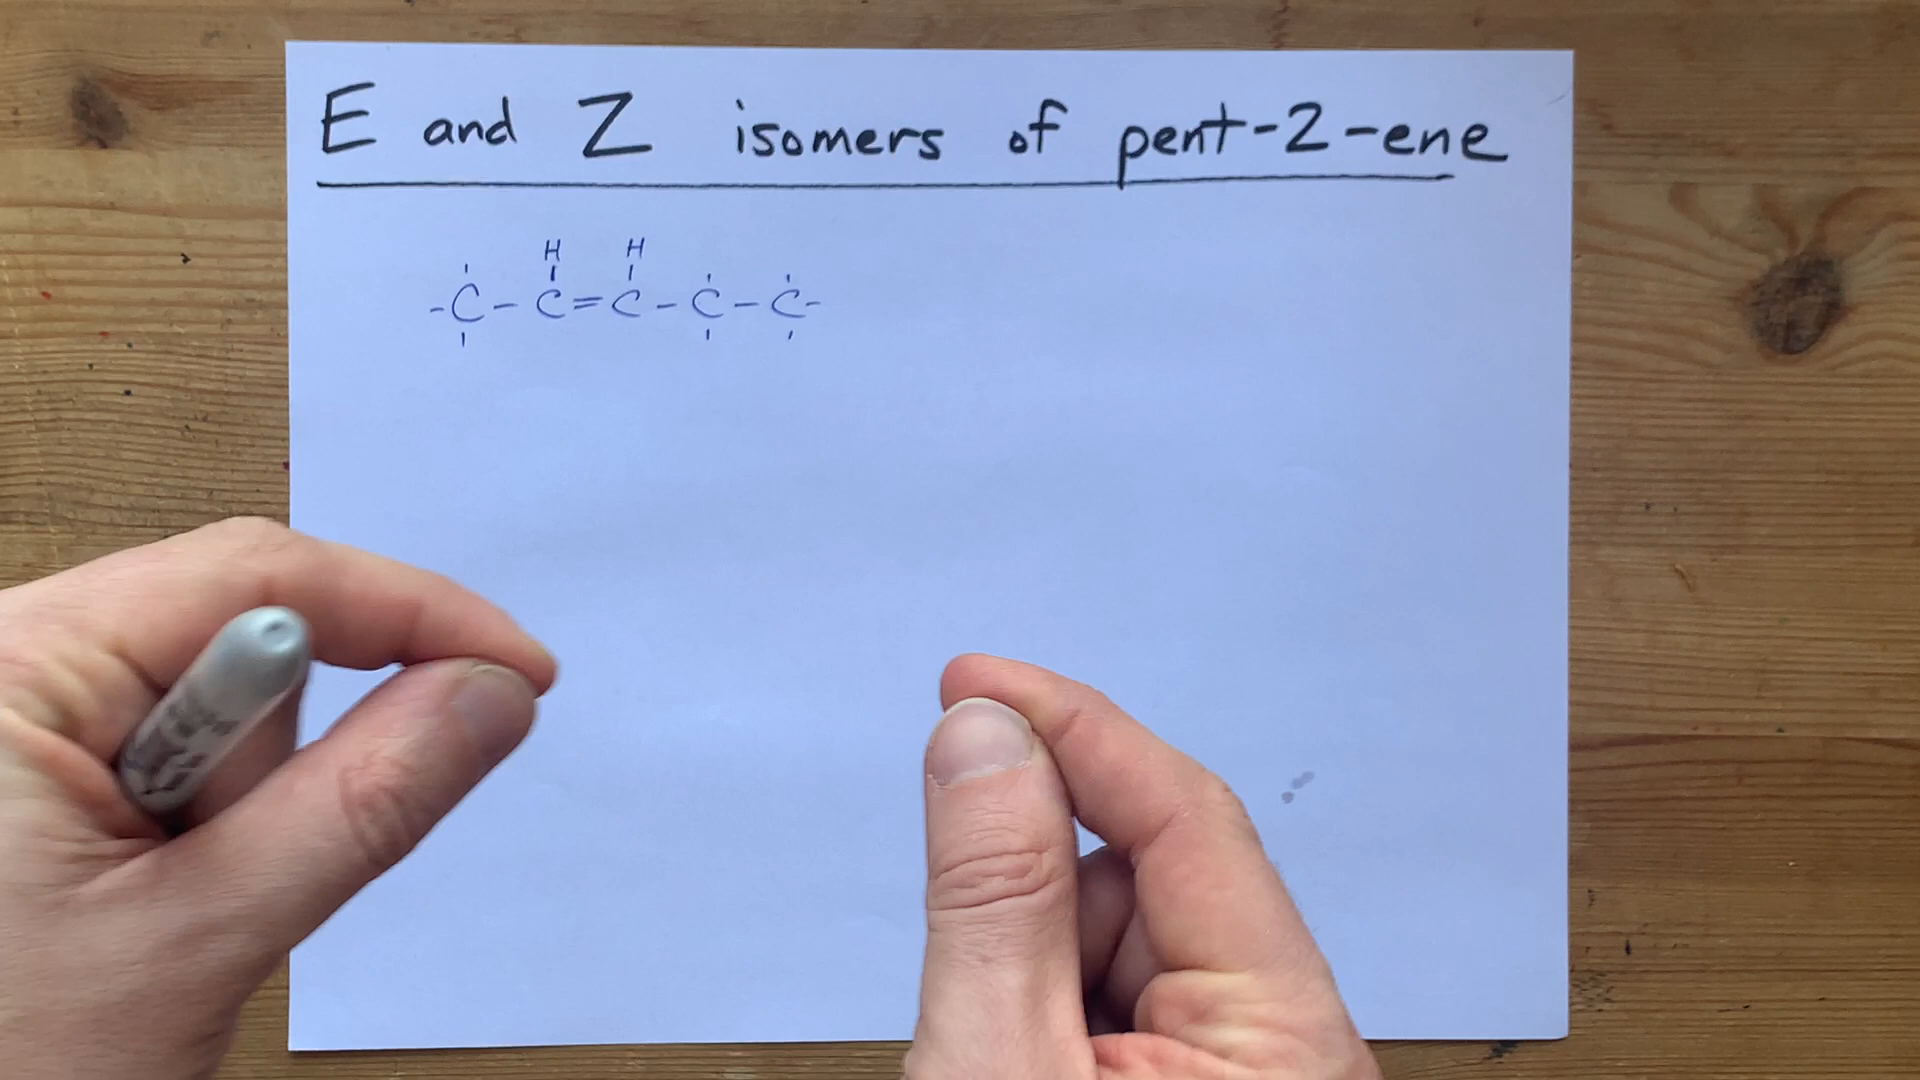 E and Z isomers of pent-2-ene
H H
-C-C=C-C-C-